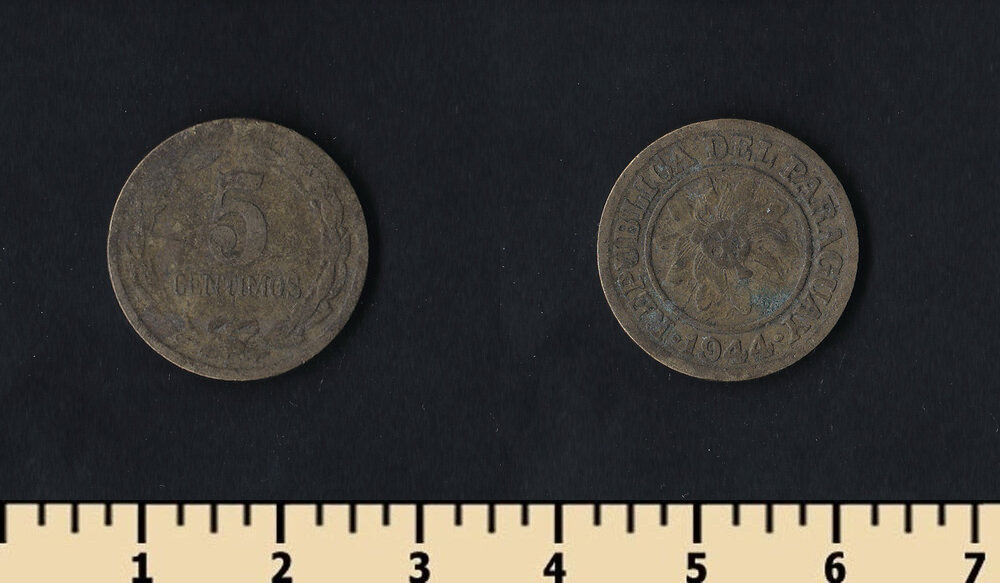 5
CENTIMOS
REPUBLICA DEL PARAGUAY
· 1944 ·
1 2 3 4 5 6 7